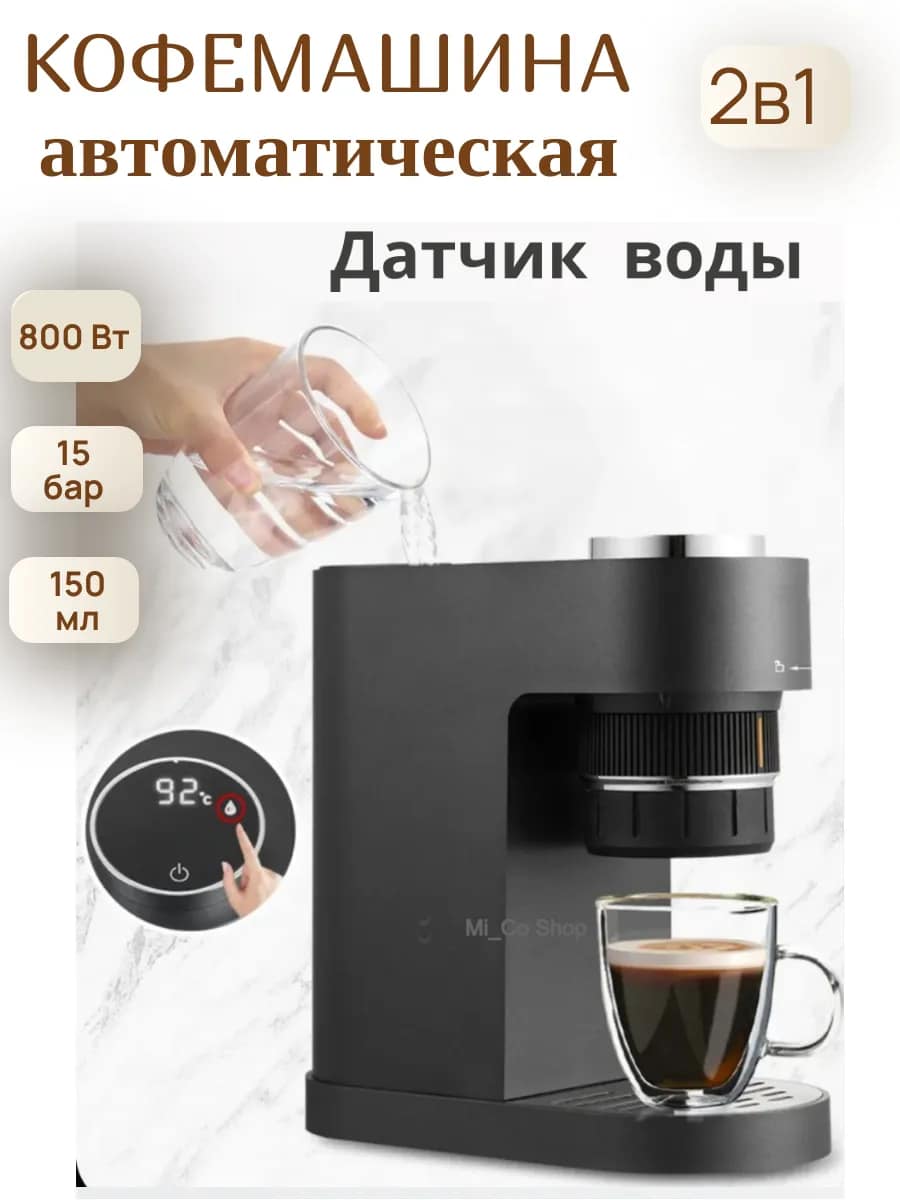 КОФЕМАШИНА
автоматическая
2в1
Датчик воды
800 Вт
15
бар
150
мл
92°C
Mi_Co Shop